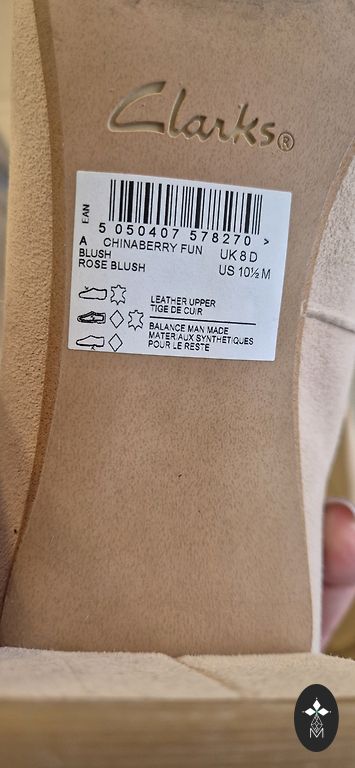 Clarks®
EAN
5 050407 578270 >
A CHINABERRY FUN UK 8 D
BLUSH US 10½ M
ROSE BLUSH
LEATHER UPPER
TIGE DE CUIR
BALANCE MAN MADE
MATERIAUX SYNTHETIQUES
POUR LE RESTE
M